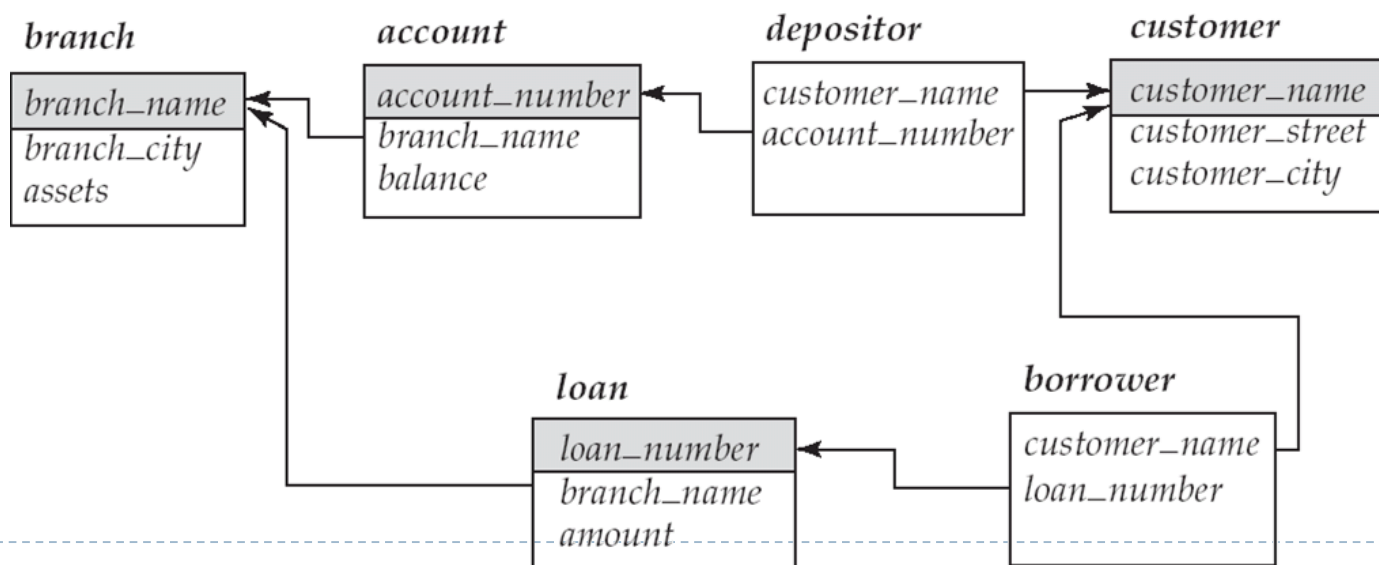 branch
branch_name
branch_city
assets
account
account_number
branch_name
balance
depositor
customer_name
account_number
customer
customer_name
customer_street
customer_city
loan
loan_number
branch_name
amount
borrower
customer_name
loan_number